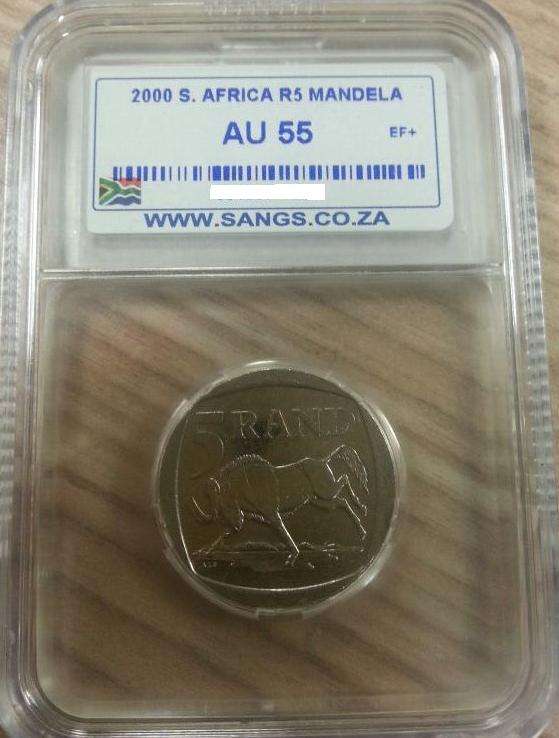 2000 S. AFRICA R5 MANDELA
AU 55 EF+
WWW.SANGS.CO.ZA
5 RAND